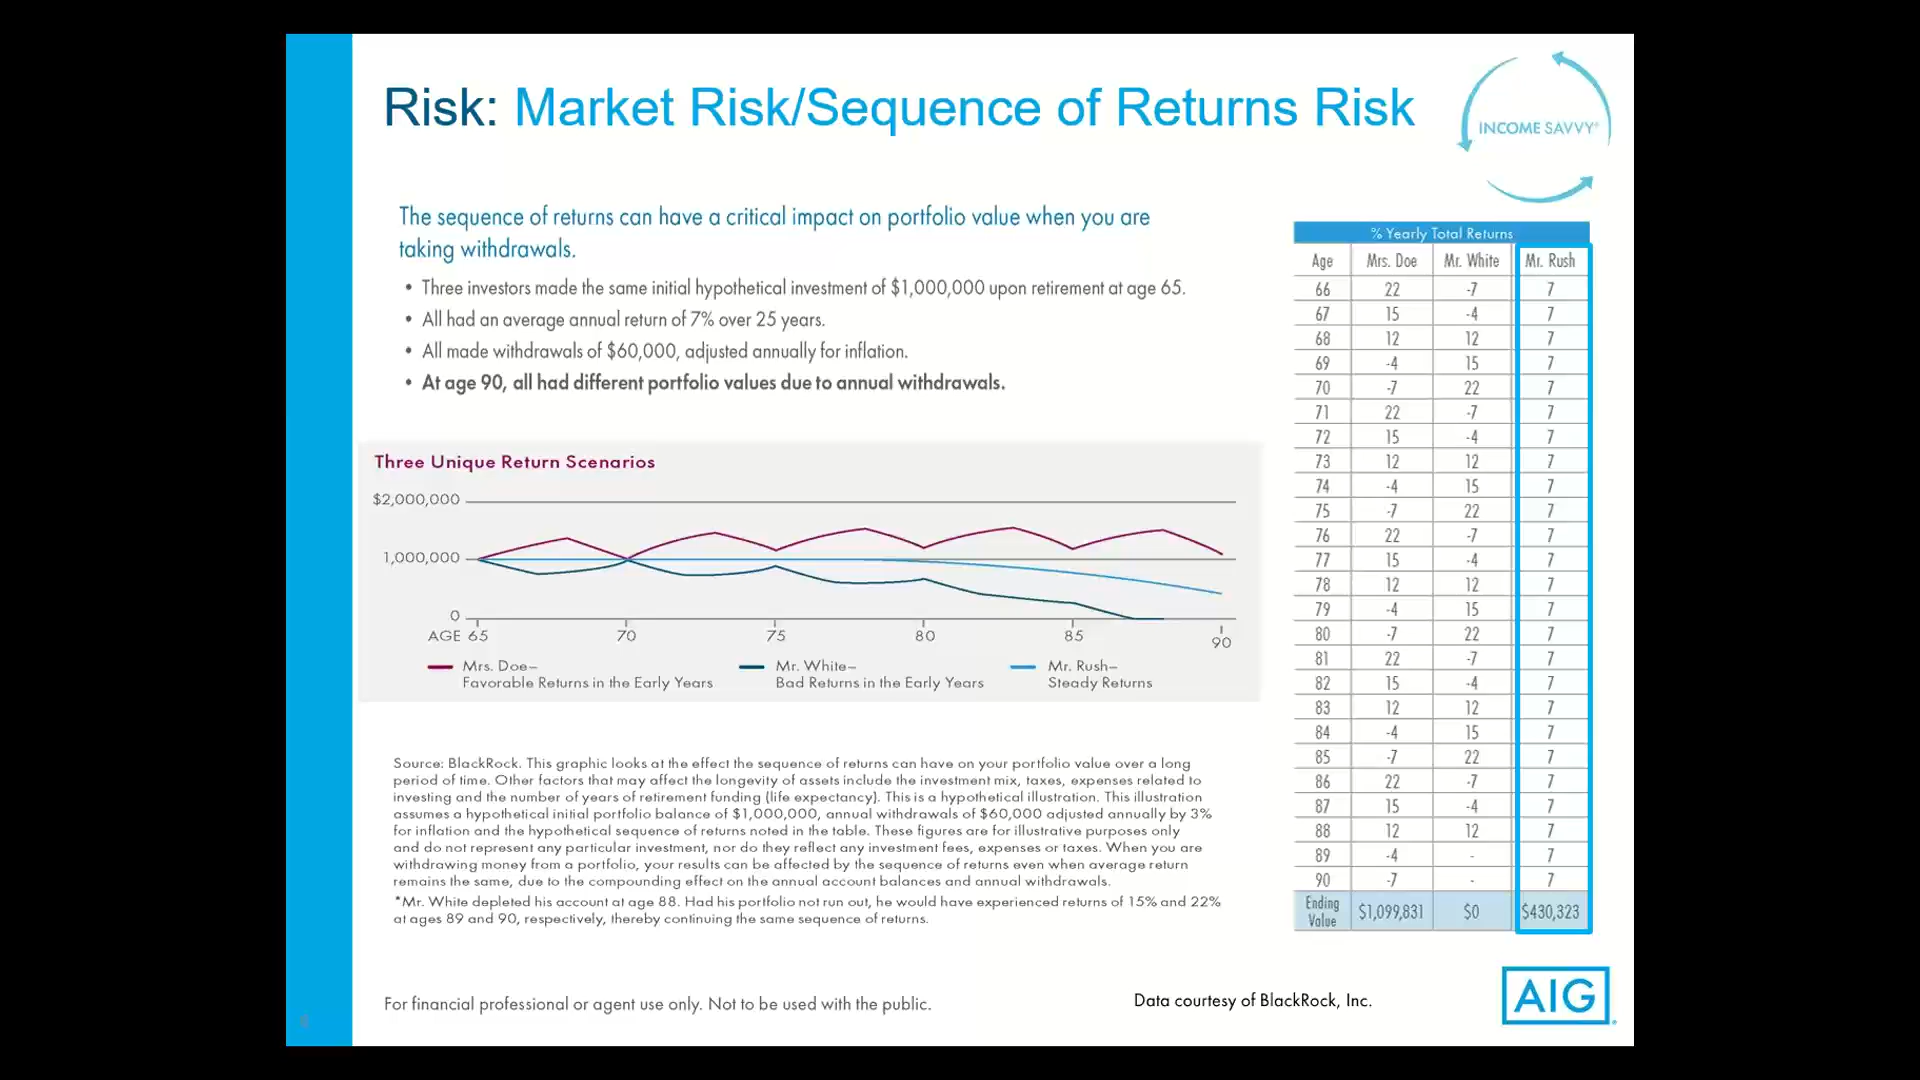 Risk: Market Risk/Sequence of Returns Risk
INCOME SAVVY®
The sequence of returns can have a critical impact on portfolio value when you are
taking withdrawals.
• Three investors made the same initial hypothetical investment of $1,000,000 upon retirement at age 65.
• All had an average annual return of 7% over 25 years.
• All made withdrawals of $60,000, adjusted annually for inflation.
• At age 90, all had different portfolio values due to annual withdrawals.
Three Unique Return Scenarios
$2,000,000
1,000,000
0
AGE 65 70 75 80 85 90
Mrs. Doe–
Favorable Returns in the Early Years
Mr. White–
Bad Returns in the Early Years
Mr. Rush–
Steady Returns
Source: BlackRock. This graphic looks at the effect the sequence of returns can have on your portfolio value over a long
period of time. Other factors that may affect the longevity of assets include the investment mix, taxes, expenses related to
investing and the number of years of retirement funding (life expectancy). This is a hypothetical illustration. This illustration
assumes a hypothetical initial portfolio balance of $1,000,000, annual withdrawals of $60,000 adjusted annually by 3%
for inflation and the hypothetical sequence of returns noted in the table. These figures are for illustrative purposes only
and do not represent any particular investment, nor do they reflect any investment fees, expenses or taxes. When you are
withdrawing money from a portfolio, your results can be affected by the sequence of returns even when average return
remains the same, due to the compounding effect on the annual account balances and annual withdrawals.
*Mr. White depleted his account at age 88. Had his portfolio not run out, he would have experienced returns of 15% and 22%
at ages 89 and 90, respectively, thereby continuing the same sequence of returns.
% Yearly Total Returns
Age Mrs. Doe Mr. White Mr. Rush
66 22 -7 7
67 15 -4 7
68 12 12 7
69 -4 15 7
70 -7 22 7
71 22 -7 7
72 15 -4 7
73 12 12 7
74 -4 15 7
75 -7 22 7
76 22 -7 7
77 15 -4 7
78 12 12 7
79 -4 15 7
80 -7 22 7
81 22 -7 7
82 15 -4 7
83 12 12 7
84 -4 15 7
85 -7 22 7
86 22 -7 7
87 15 -4 7
88 12 12 7
89 -4 - 7
90 -7 - 7
Ending
Value $1,099,831 $0 $430,323
For financial professional or agent use only. Not to be used with the public.
Data courtesy of BlackRock, Inc.
AIG